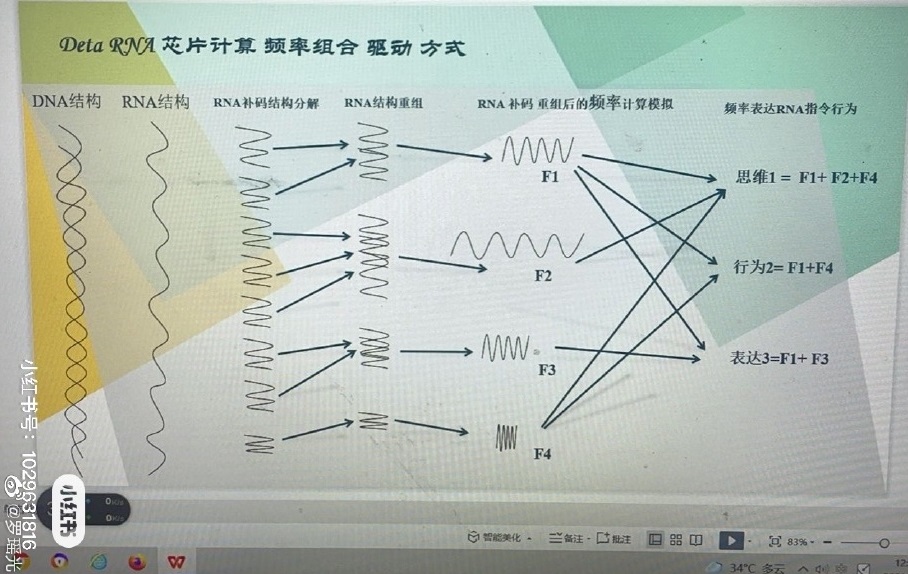 Deta RNA 芯片计算 频率组合 驱动 方式
DNA结构
RNA结构
RNA补码结构分解
RNA结构重组
RNA 补码 重组后的频率计算模拟
频率表达RNA指令行为
F1
F2
F3
F4
思维1 = F1+ F2+F4
行为2= F1+F4
表达3=F1+ F3
小红书号：1029631816
@罗瑶光
小红书
智能美化
备注
批注
83%
34°C 多云
12: